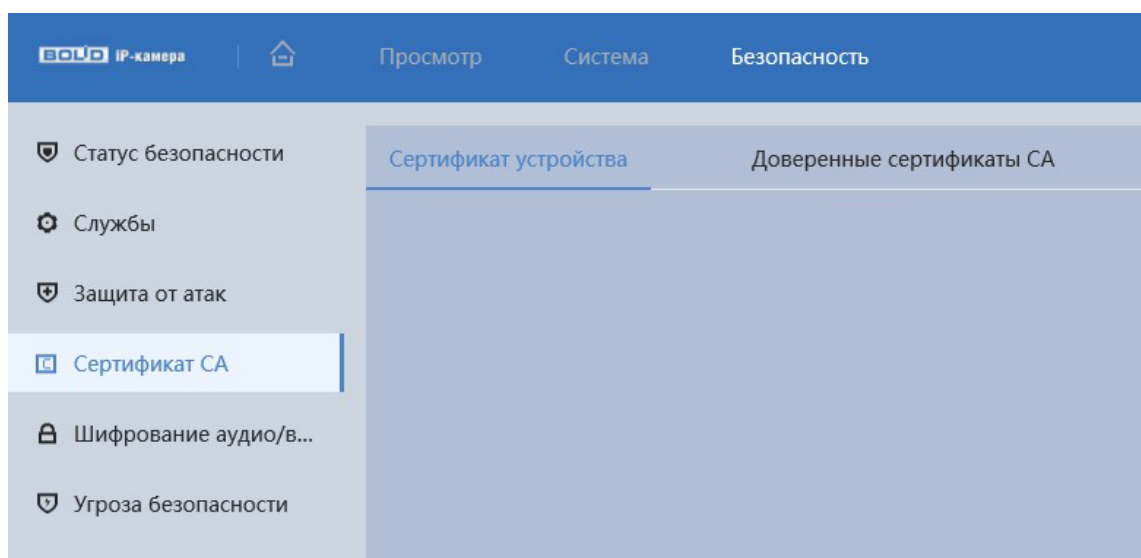 BOLID IP-камера
Просмотр Система Безопасность
Статус безопасности
Службы
Защита от атак
Сертификат CA
Шифрование аудио/в...
Угроза безопасности
Сертификат устройства Доверенные сертификаты CA